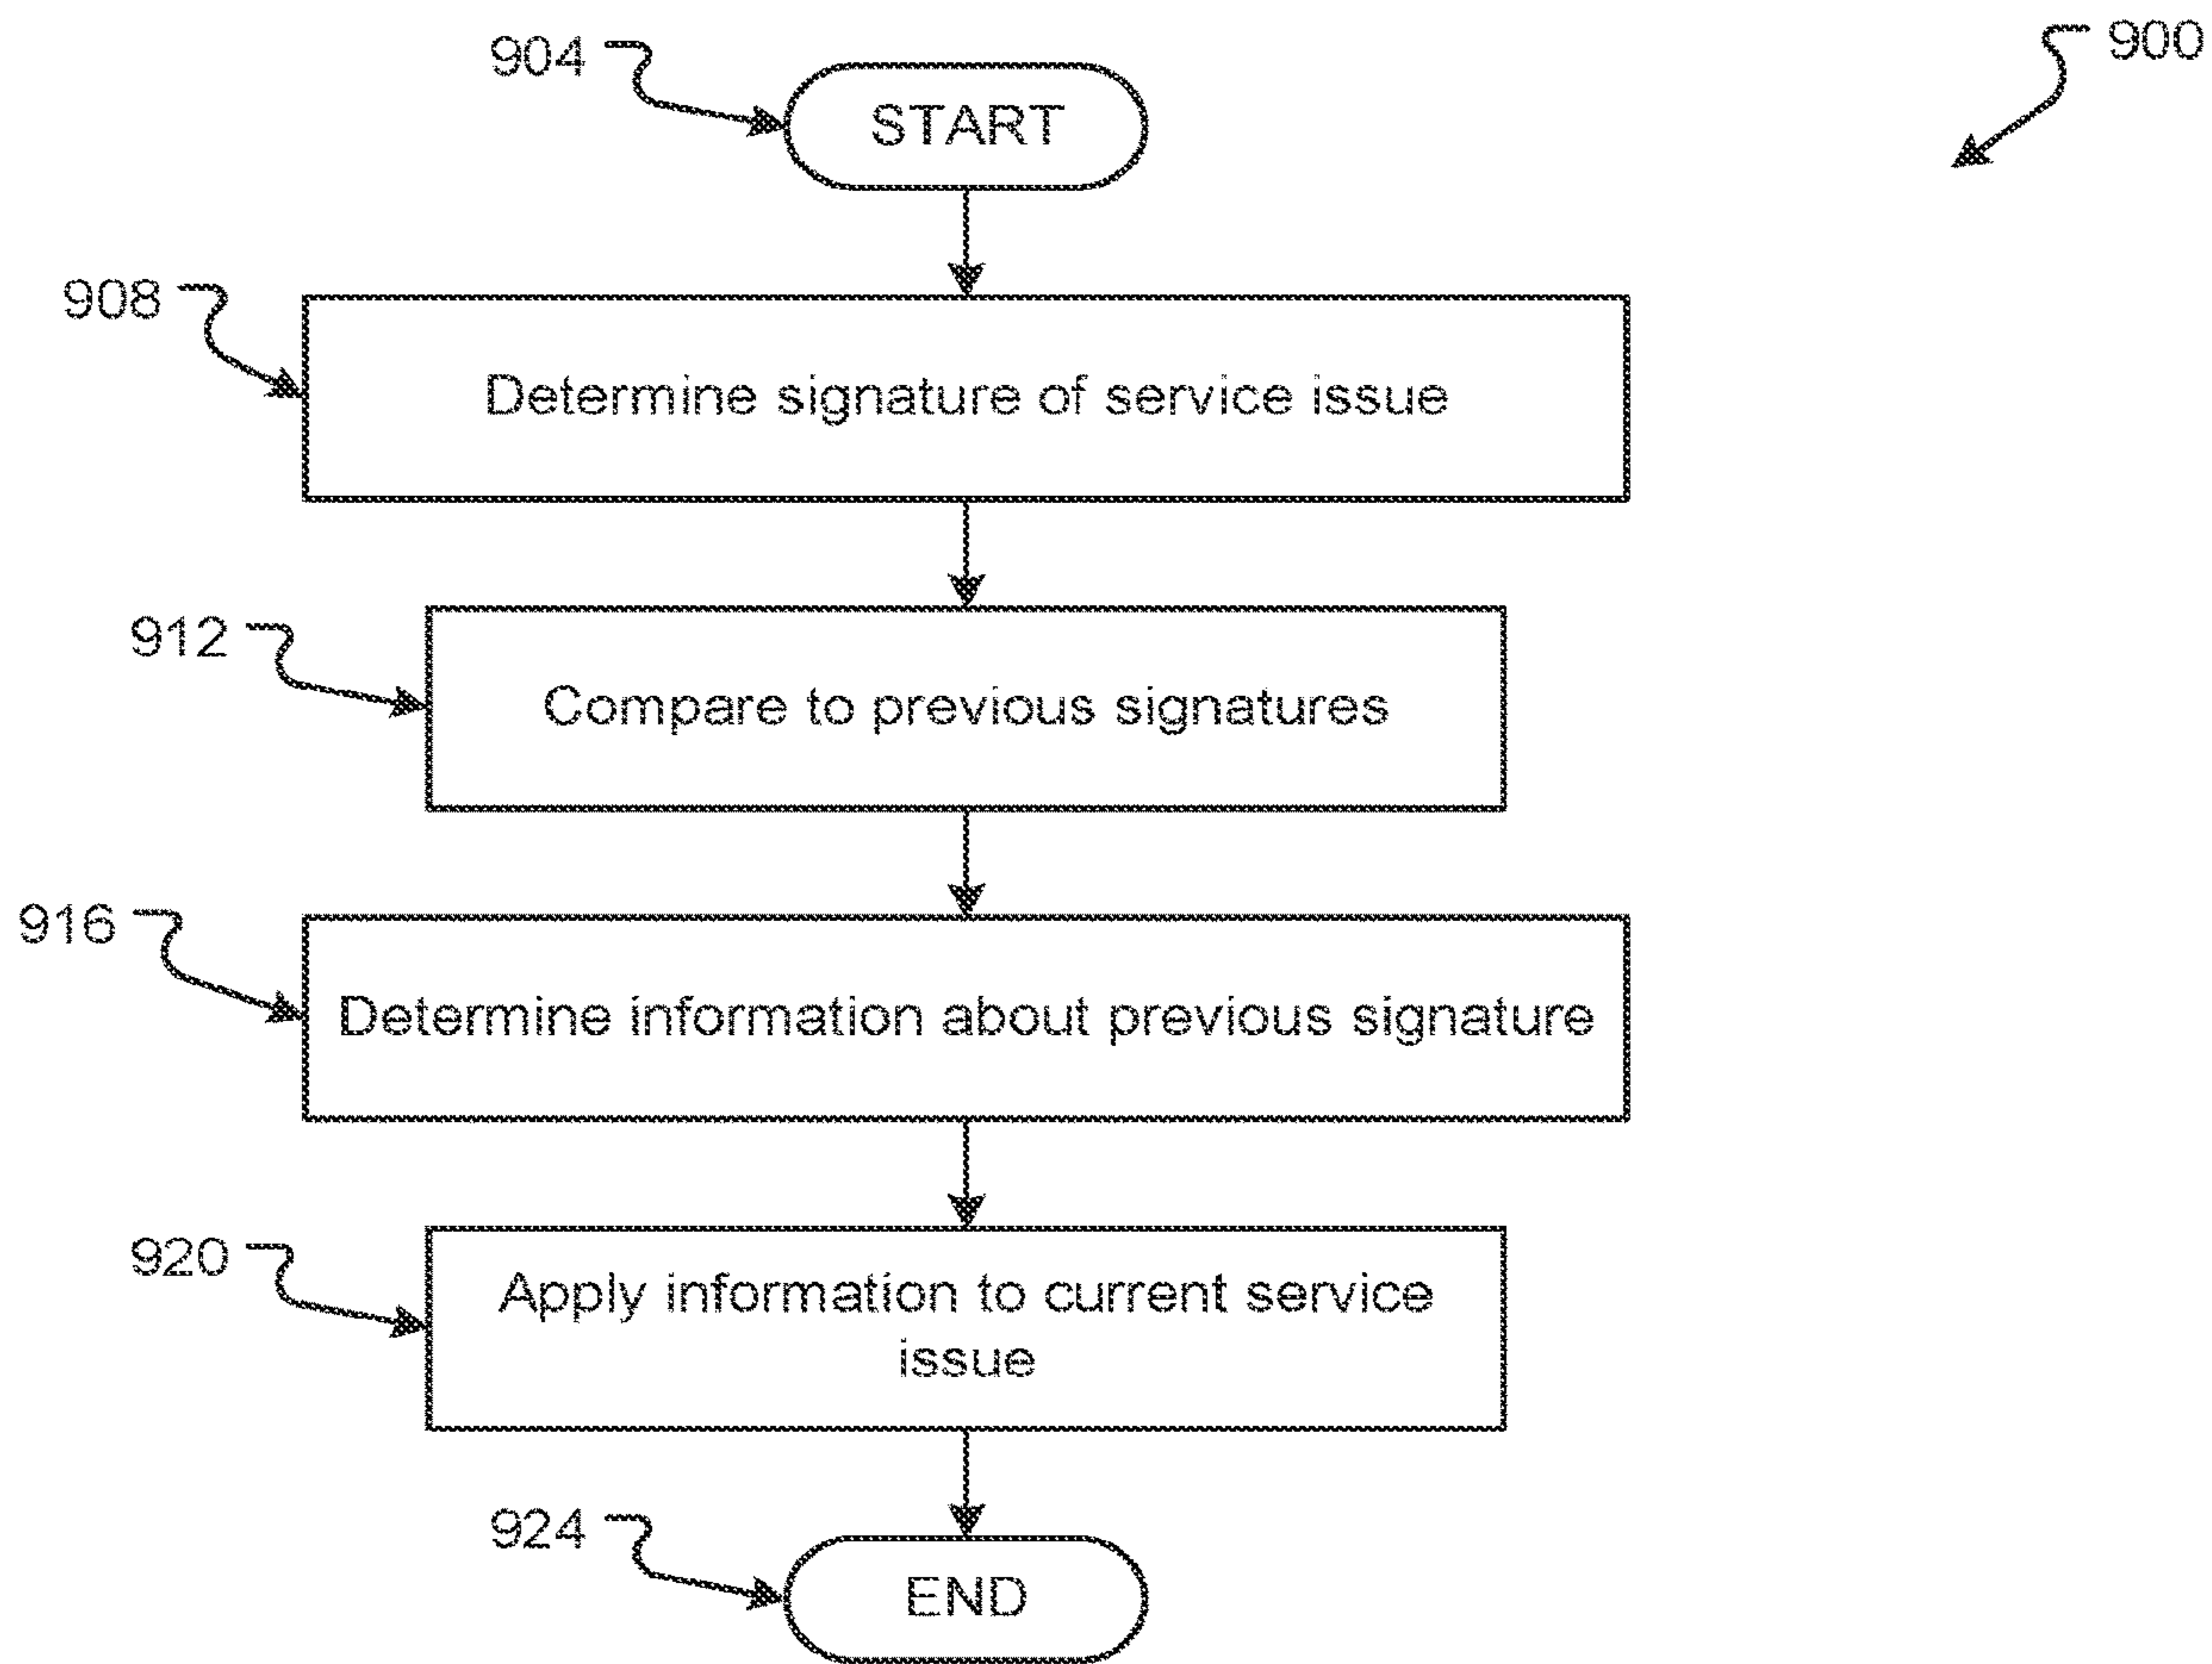 900
904
START
908
Determine signature of service issue
912
Compare to previous signatures
916
Determine information about previous signature
920
Apply information to current service
issue
924
END